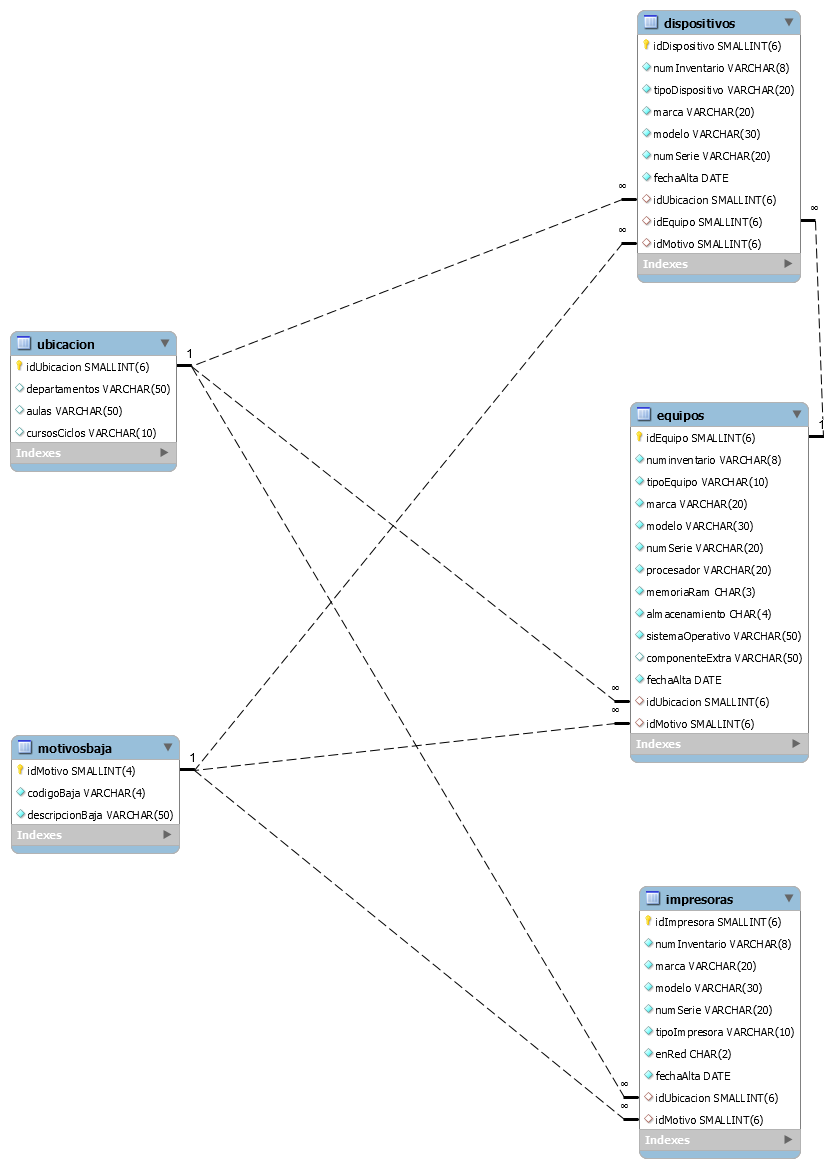 dispositivos
idDispositivo SMALLINT(6)
numInventario VARCHAR(8)
tipoDispositivo VARCHAR(20)
marca VARCHAR(20)
modelo VARCHAR(30)
numSerie VARCHAR(20)
fechaAlta DATE
idUbicacion SMALLINT(6)
idEquipo SMALLINT(6)
idMotivo SMALLINT(6)
Indexes
∞
∞
∞
ubicacion
idUbicacion SMALLINT(6)
departamentos VARCHAR(50)
aulas VARCHAR(50)
cursosCiclos VARCHAR(10)
Indexes
1
equipos
idEquipo SMALLINT(6)
numinventario VARCHAR(8)
tipoEquipo VARCHAR(10)
marca VARCHAR(20)
modelo VARCHAR(30)
numSerie VARCHAR(20)
procesador VARCHAR(20)
memoriaRam CHAR(3)
almacenamiento CHAR(4)
sistemaOperativo VARCHAR(50)
componenteExtra VARCHAR(50)
fechaAlta DATE
idUbicacion SMALLINT(6)
idMotivo SMALLINT(6)
Indexes
1
∞
∞
motivosbaja
idMotivo SMALLINT(4)
codigoBaja VARCHAR(4)
descripcionBaja VARCHAR(50)
Indexes
1
impresoras
idImpresora SMALLINT(6)
numInventario VARCHAR(8)
marca VARCHAR(20)
modelo VARCHAR(30)
numSerie VARCHAR(20)
tipoImpresora VARCHAR(10)
enRed CHAR(2)
fechaAlta DATE
idUbicacion SMALLINT(6)
idMotivo SMALLINT(6)
Indexes
∞
∞